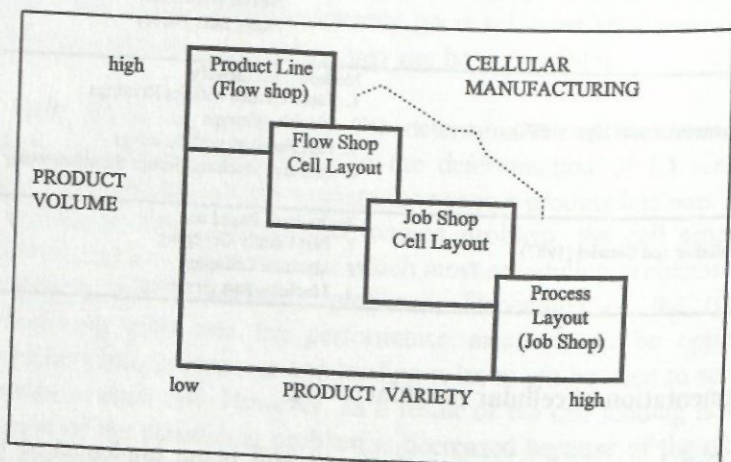 high
Product Line
(Flow shop)
CELLULAR
MANUFACTURING
Flow Shop
Cell Layout
PRODUCT
VOLUME
Job Shop
Cell Layout
Process
Layout
(Job Shop)
low
PRODUCT VARIETY
high